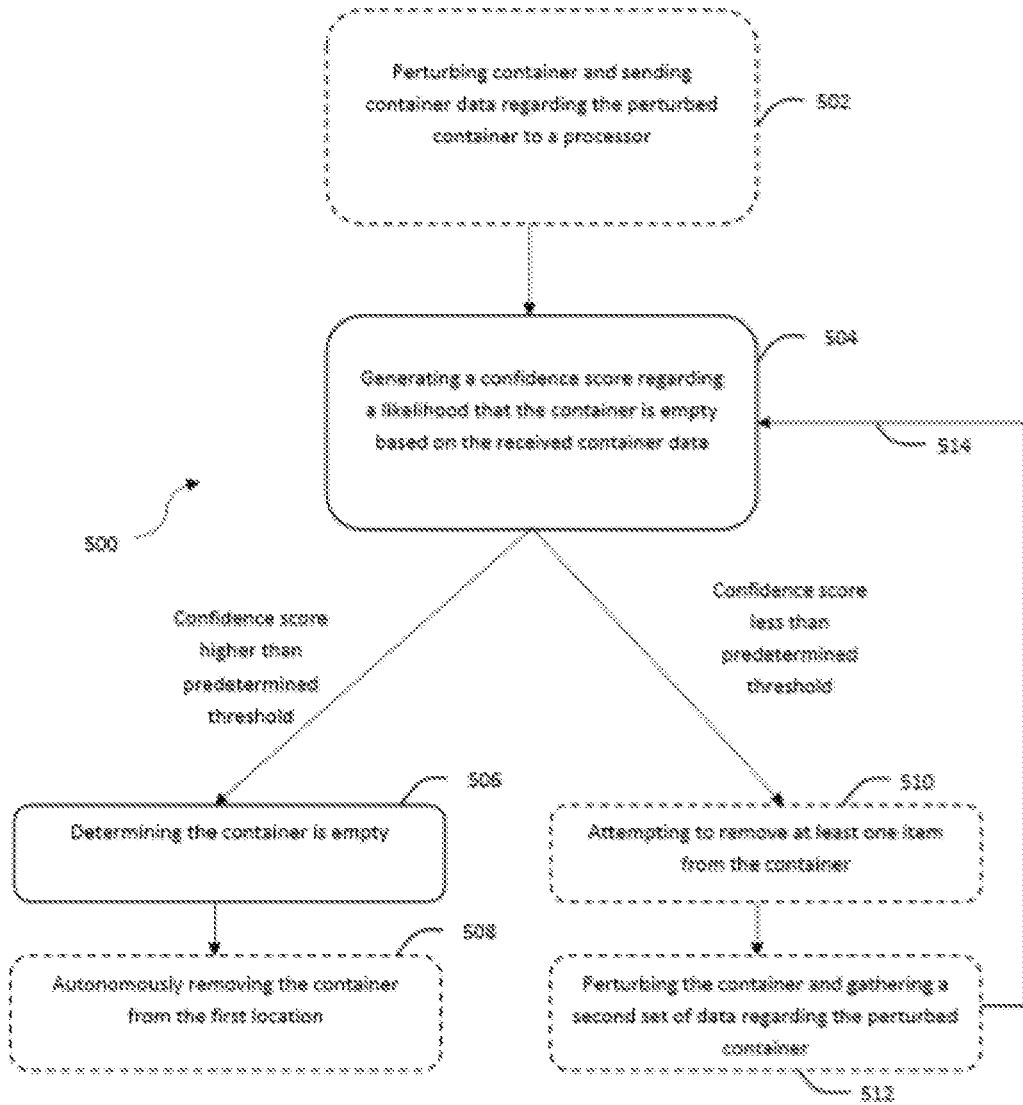 Perturbing container and sending
container data regarding the perturbed
container to a processor
502
504
Generating a confidence score regarding
a likelihood that the container is empty
based on the received container data
514
500
Confidence score
higher than
predetermined
threshold
Confidence score
less than
predetermined
threshold
506
Determining the container is empty
510
Attempting to remove at least one item
from the container
508
Autonomously removing the container
from the first location
Perturbing the container and gathering a
second set of data regarding the perturbed
container
512